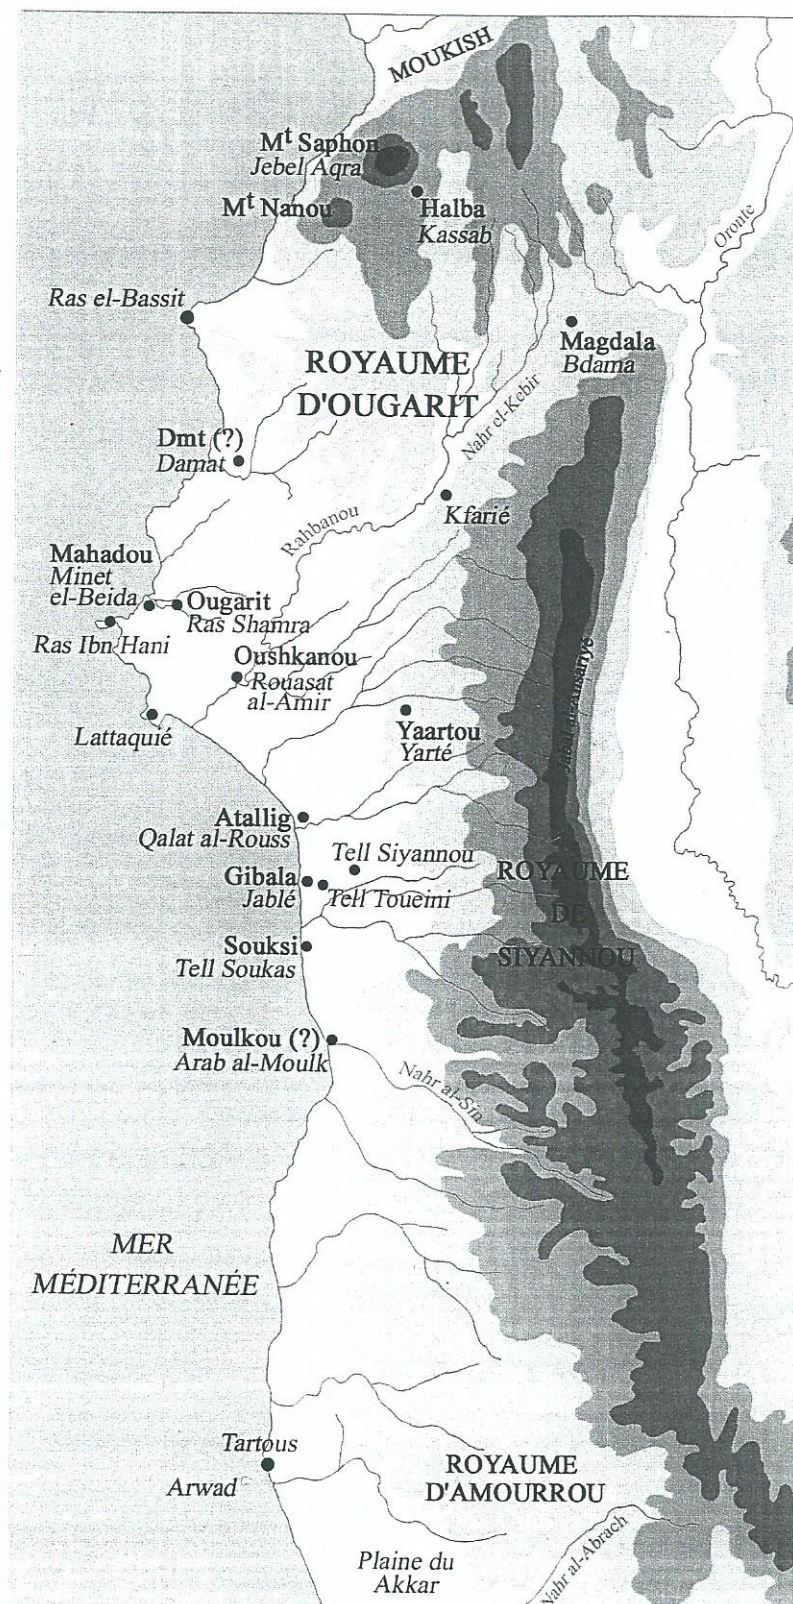 MOUKISH
Mt Saphon
Jebel Aqra
Mt Nanou
Halba
Kassab
Oronte
Ras el-Bassit
Magdala
Bdama
ROYAUME
D'OUGARIT
Nahr el-Kebir
Dmt (?)
Damat
Kfarié
Rahbanou
Mahadou
Minet
el-Beida
Ougarit
Ras Shamra
Ras Ibn Hani
Oushkanou
Rouasat
al-Amir
Lattaquié
Yaartou
Yarté
Jabal al-Ansariyé
Atallig
Qalat al-Rouss
Tell Siyannou
Gibala
Jablé
Tell Toueini
ROYAUME
DE
SIYANNOU
Souksi
Tell Soukas
Moulkou (?)
Arab al-Moulk
Nahr al-Sin
MER
MÉDITERRANÉE
Tartous
Arwad
ROYAUME
D'AMOURROU
Plaine du
Akkar
Nahr al-Abrach